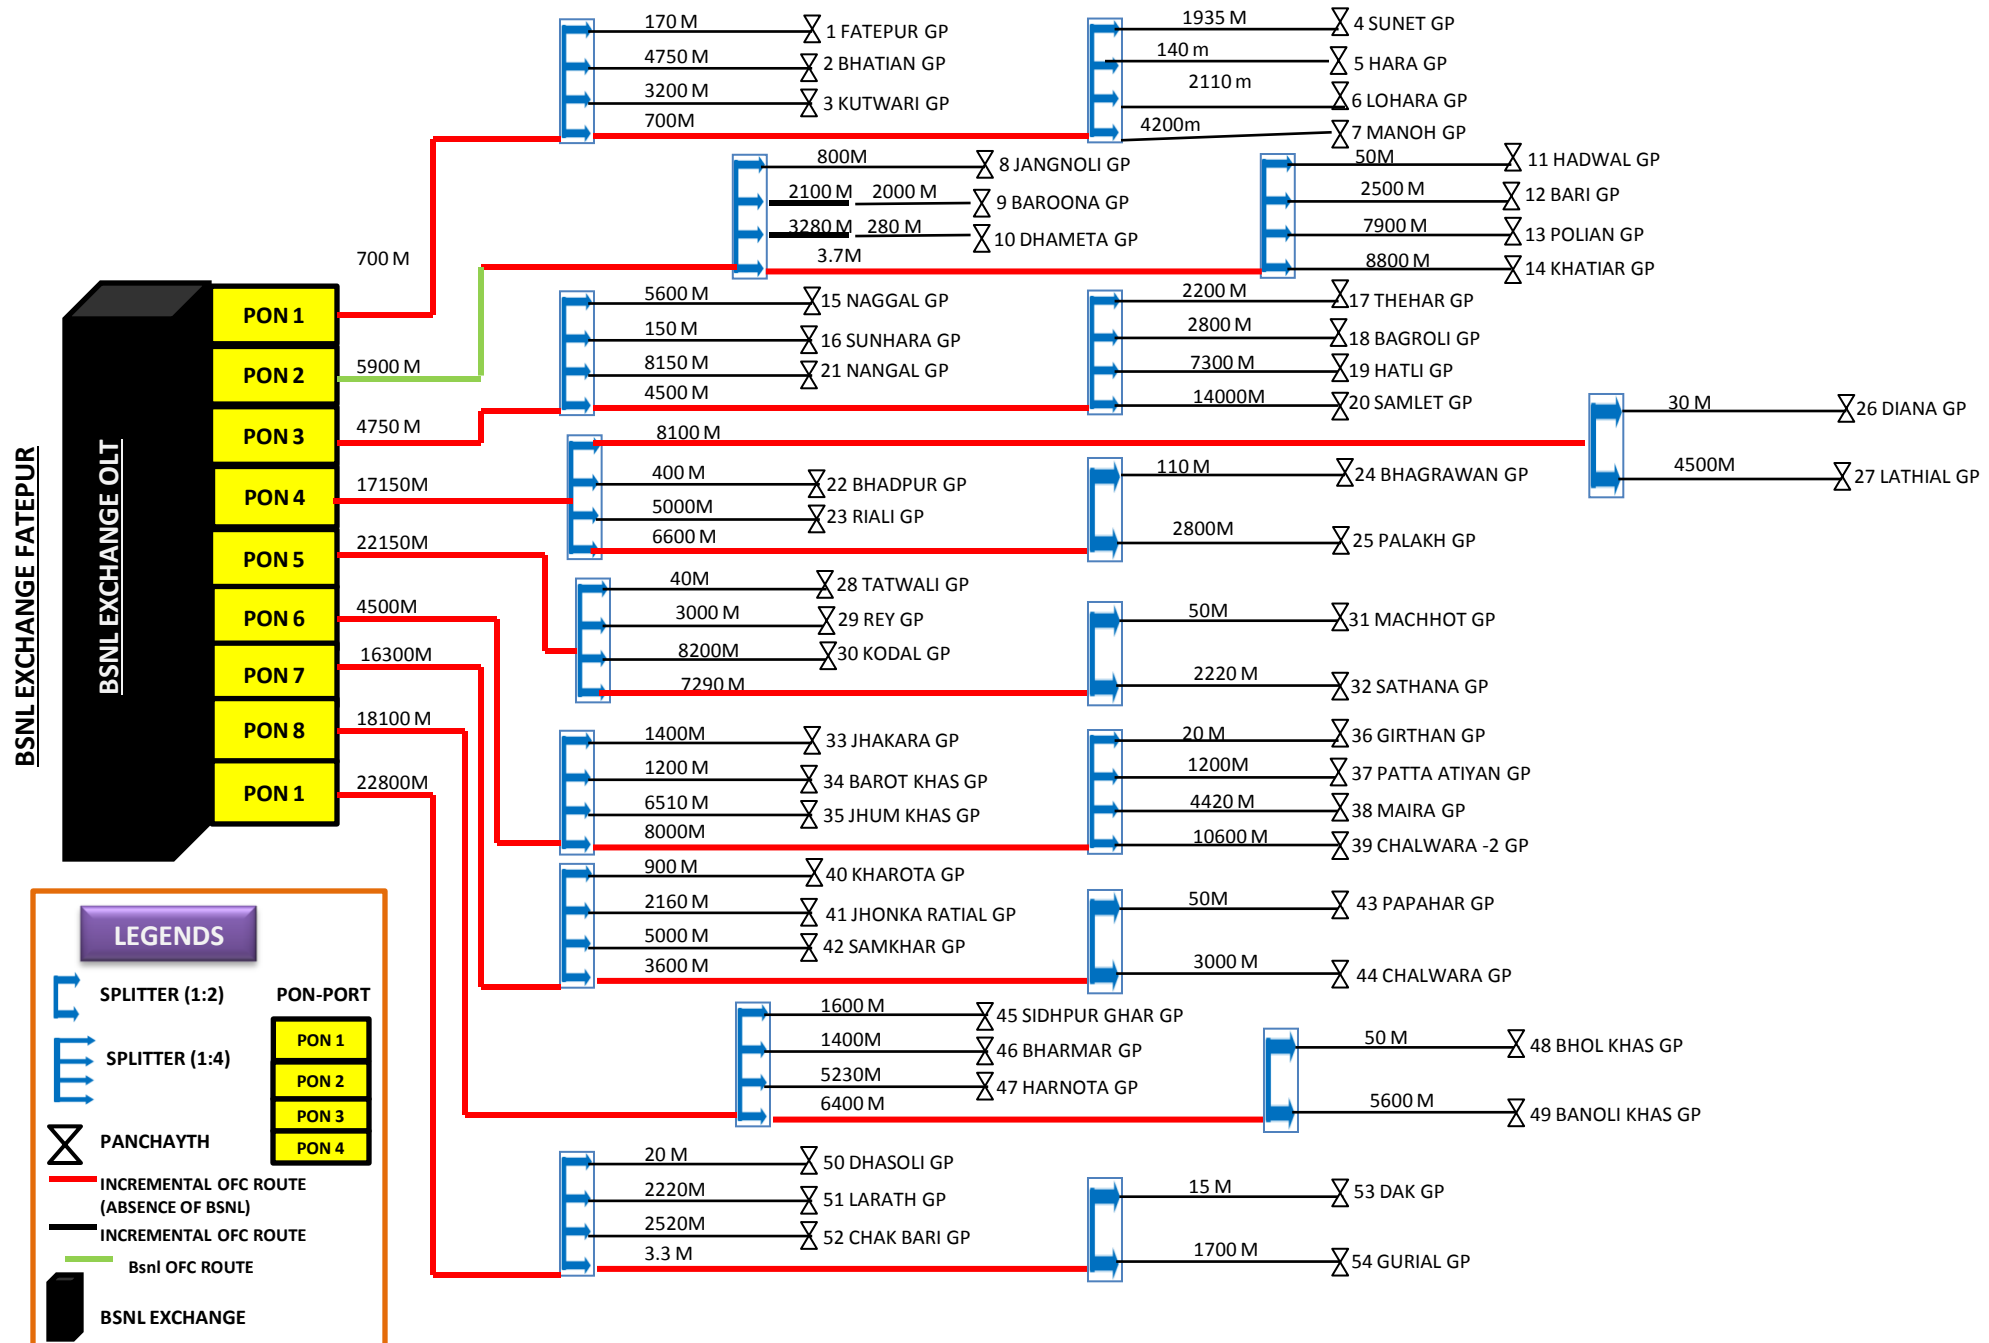 BSNL EXCHANGE FATEPUR
BSNL EXCHANGE OLT
PON 1
PON 2
PON 3
PON 4
PON 5
PON 6
PON 7
PON 8
PON 1
700 M
5900 M
4750 M
17150M
22150M
4500M
16300M
18100 M
22800M
170 M
1 FATEPUR GP
4750 M
2 BHATIAN GP
3200 M
3 KUTWARI GP
700M
1935 M
4 SUNET GP
140 m
5 HARA GP
2110 m
6 LOHARA GP
4200m
7 MANOH GP
800M
8 JANGNOLI GP
2100 M 2000 M
9 BAROONA GP
3280 M 280 M
10 DHAMETA GP
3.7M
50M
11 HADWAL GP
2500 M
12 BARI GP
7900 M
13 POLIAN GP
8800 M
14 KHATIAR GP
5600 M
15 NAGGAL GP
150 M
16 SUNHARA GP
8150 M
21 NANGAL GP
4500 M
2200 M
17 THEHAR GP
2800 M
18 BAGROLI GP
7300 M
19 HATLI GP
14000M
20 SAMLET GP
8100 M
400 M
22 BHADPUR GP
5000M
23 RIALI GP
6600 M
110 M
24 BHAGRAWAN GP
2800M
25 PALAKH GP
30 M
26 DIANA GP
4500M
27 LATHIAL GP
40M
28 TATWALI GP
3000 M
29 REY GP
8200M
30 KODAL GP
7290 M
50M
31 MACHHOT GP
2220 M
32 SATHANA GP
1400M
33 JHAKARA GP
1200 M
34 BAROT KHAS GP
6510 M
35 JHUM KHAS GP
8000M
20 M
36 GIRTHAN GP
1200M
37 PATTA ATIYAN GP
4420 M
38 MAIRA GP
10600 M
39 CHALWARA -2 GP
900 M
40 KHAROTA GP
2160 M
41 JHONKA RATIAL GP
5000 M
42 SAMKHAR GP
3600 M
50M
43 PAPAHAR GP
3000 M
44 CHALWARA GP
1600 M
45 SIDHPUR GHAR GP
1400M
46 BHARMAR GP
5230M
47 HARNOTA GP
6400 M
50 M
48 BHOL KHAS GP
5600 M
49 BANOLI KHAS GP
20 M
50 DHASOLI GP
2220M
51 LARATH GP
2520M
52 CHAK BARI GP
3.3 M
15 M
53 DAK GP
1700 M
54 GURIAL GP
LEGENDS
SPLITTER (1:2)
PON-PORT
SPLITTER (1:4)
PON 1
PON 2
PON 3
PON 4
PANCHAYTH
INCREMENTAL OFC ROUTE
(ABSENCE OF BSNL)
INCREMENTAL OFC ROUTE
Bsnl OFC ROUTE
BSNL EXCHANGE